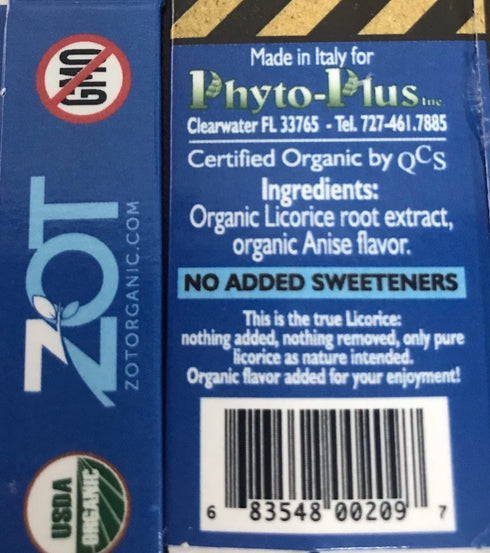 GMO
ZOT
ZOTORGANIC.COM
USDA
ORGANIC
Made in Italy for
Phyto-Plus Inc
Clearwater FL 33765 - Tel. 727-461.7885
Certified Organic by QCS
Ingredients:
Organic Licorice root extract,
organic Anise flavor.
NO ADDED SWEETENERS
This is the true Licorice:
nothing added, nothing removed, only pure
licorice as nature intended.
Organic flavor added for your enjoyment!
6 83548 00209 7